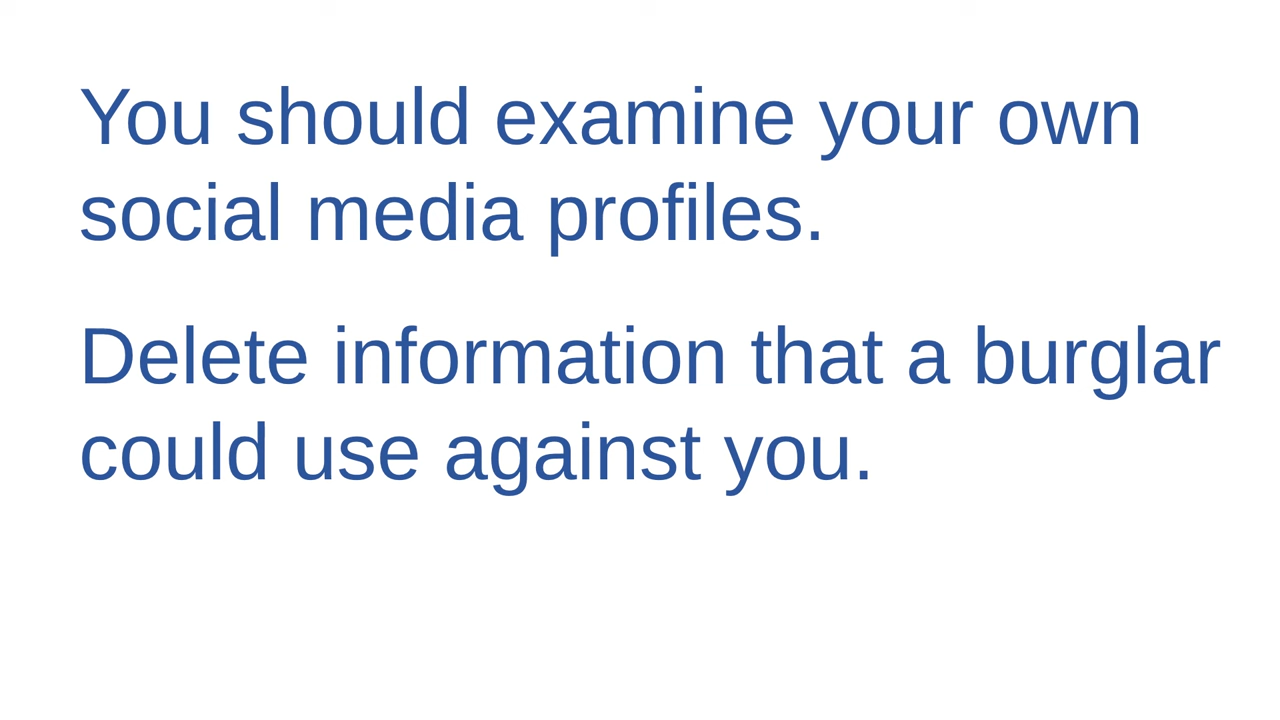 You should examine your own
social media profiles.
Delete information that a burglar
could use against you.